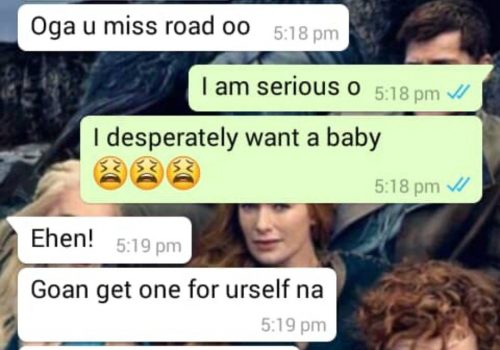 Oga u miss road oo 5:18 pm
I am serious o 5:18 pm
I desperately want a baby
😫😫😫 5:18 pm
Ehen! 5:19 pm
Goan get one for urself na
5:19 pm